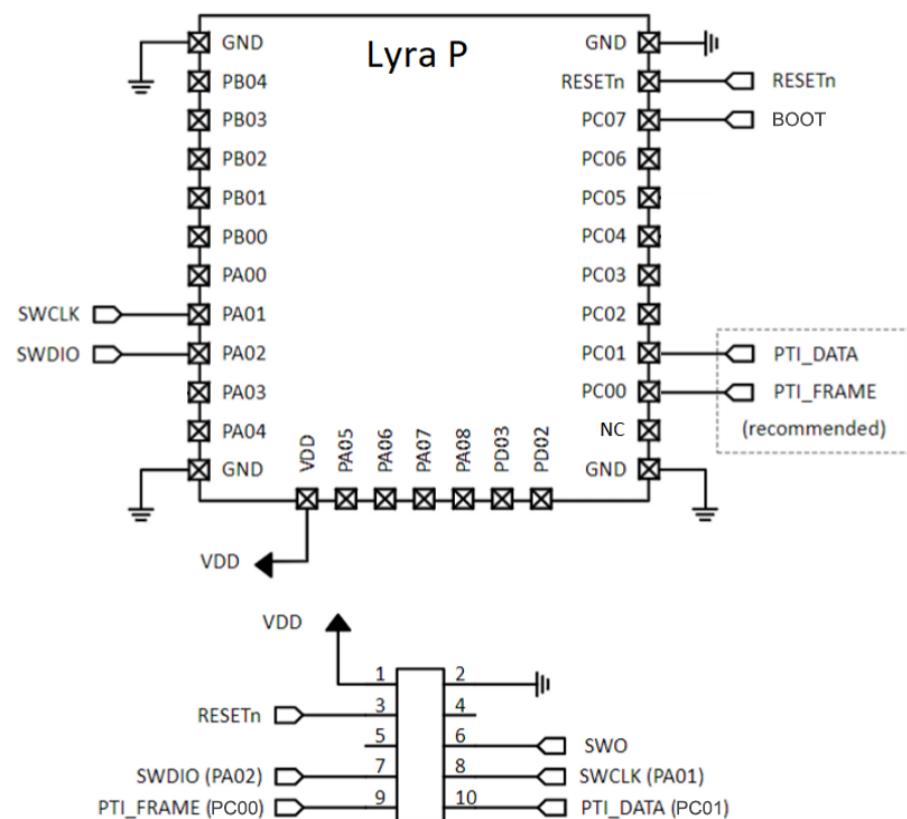 Lyra P
GND GND
PB04 RESETn RESETn
PB03 PC07 BOOT
PB02 PC06
PB01 PC05
PB00 PC04
PA00 PC03
SWCLK PA01 PC02
SWDIO PA02 PC01 PTI_DATA
PA03 PC00 PTI_FRAME
PA04 NC (recommended)
GND VDD PA05 PA06 PA07 PA08 PD03 PD02 GND
VDD
VDD
1 2
RESETn 3 4
5 6 SWO
SWDIO (PA02) 7 8 SWCLK (PA01)
PTI_FRAME (PC00) 9 10 PTI_DATA (PC01)